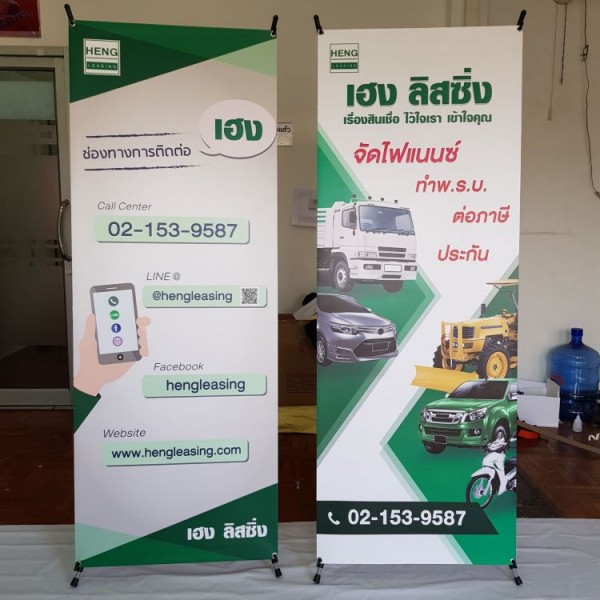 HENG
LEASING
เฮง
ช่องทางการติดต่อ
Call Center
02-153-9587
LINE @
@hengleasing
Facebook
hengleasing
Website
www.hengleasing.com
เฮง ลิสซิ่ง
HENG
LEASING
เฮง ลิสซิ่ง
เรื่องสินเชื่อ ไว้ใจเรา เข้าใจคุณ
จัดไฟแนนซ์
ทำพ.ร.บ.
ต่อภาษี
ประกัน
02-153-9587